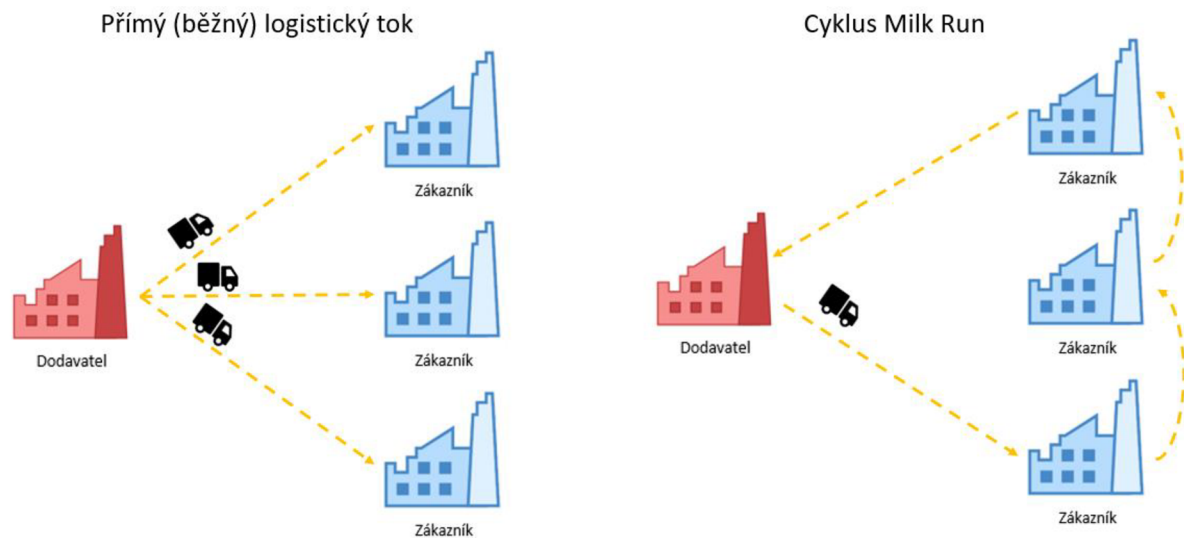 Přímý (běžný) logistický tok
Zákazník
Zákazník
Dodavatel
Zákazník
Cyklus Milk Run
Zákazník
Zákazník
Dodavatel
Zákazník